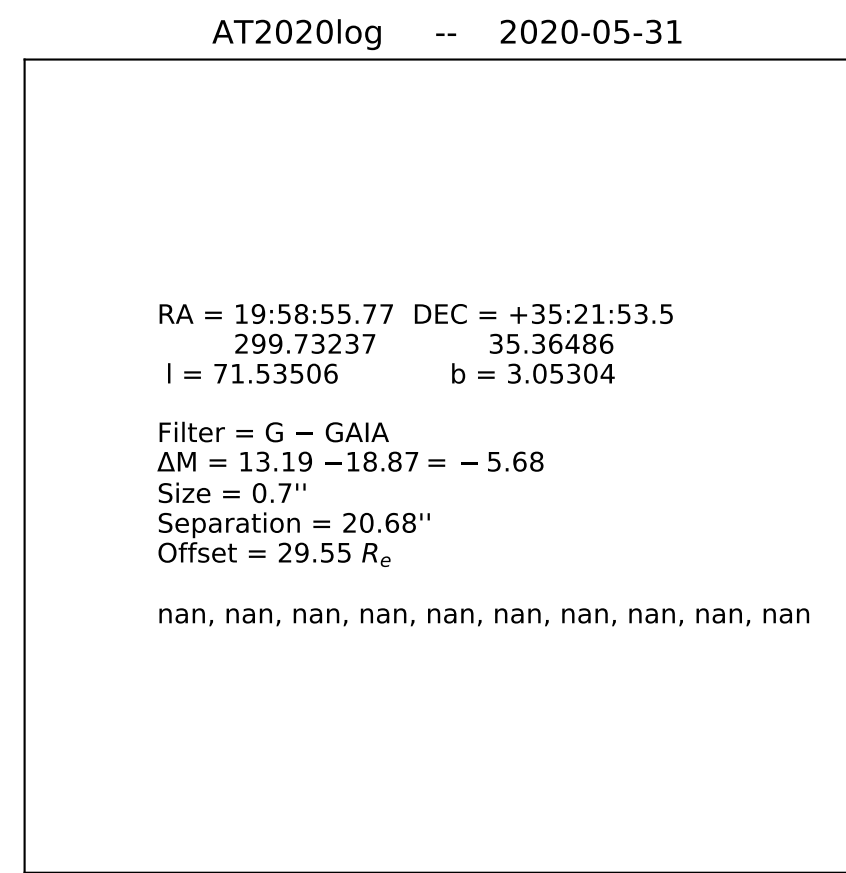 AT2020log -- 2020-05-31
RA = 19:58:55.77 DEC = +35:21:53.5
299.73237 35.36486
l = 71.53506 b = 3.05304
Filter = G − GAIA
ΔM = 13.19 −18.87 = − 5.68
Size = 0.7''
Separation = 20.68''
Offset = 29.55 Rₑ
nan, nan, nan, nan, nan, nan, nan, nan, nan, nan